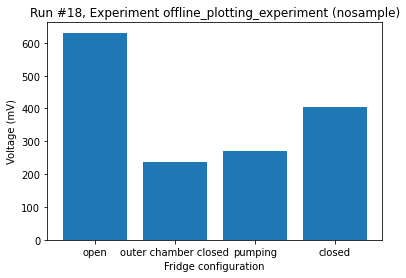 Run #18, Experiment offline_plotting_experiment (nosample)
600
500
400
300
200
100
0
Voltage (mV)
open outer chamber closed pumping closed
Fridge configuration